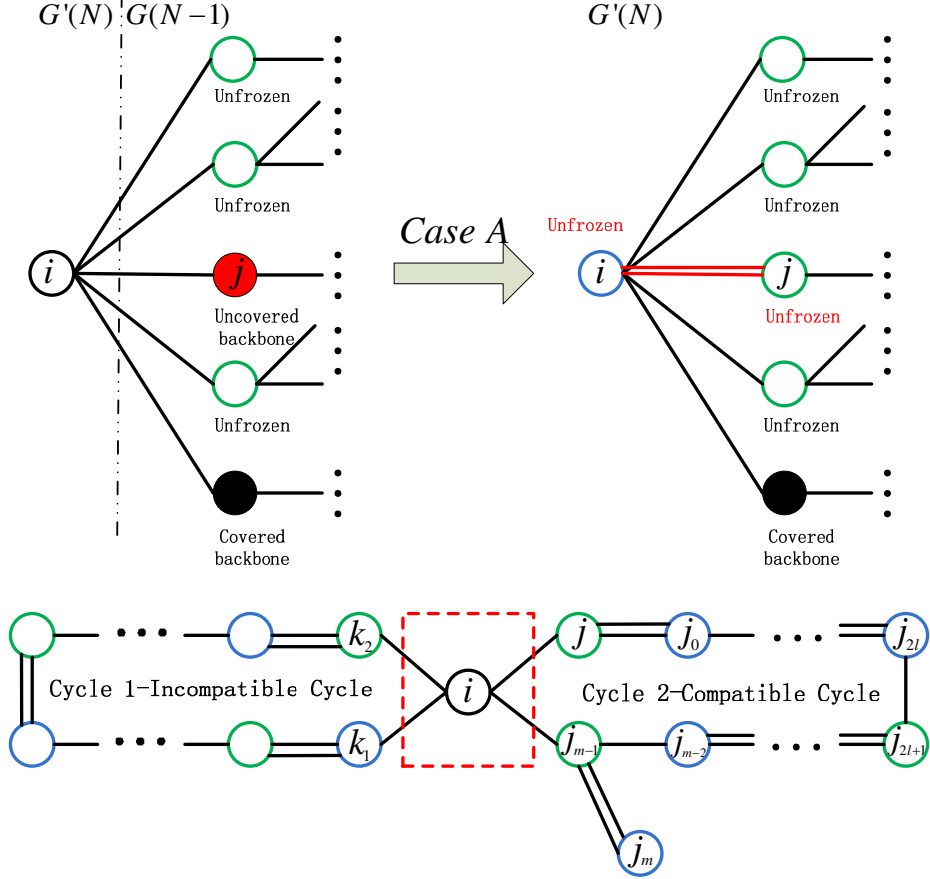 G'(N) G(N−1)
G'(N)
Unfrozen
Unfrozen
Unfrozen
Unfrozen
Case A
Unfrozen
i
j
i
j
Uncovered
backbone
Unfrozen
Unfrozen
Unfrozen
Covered
backbone
Covered
backbone
k₂
j
j₀
...
j₂ₗ
Cycle 1-Incompatible Cycle
i
Cycle 2-Compatible Cycle
k₁
jₘ₋₁
jₘ₋₂
...
j₂ₗ₊₁
jₘ